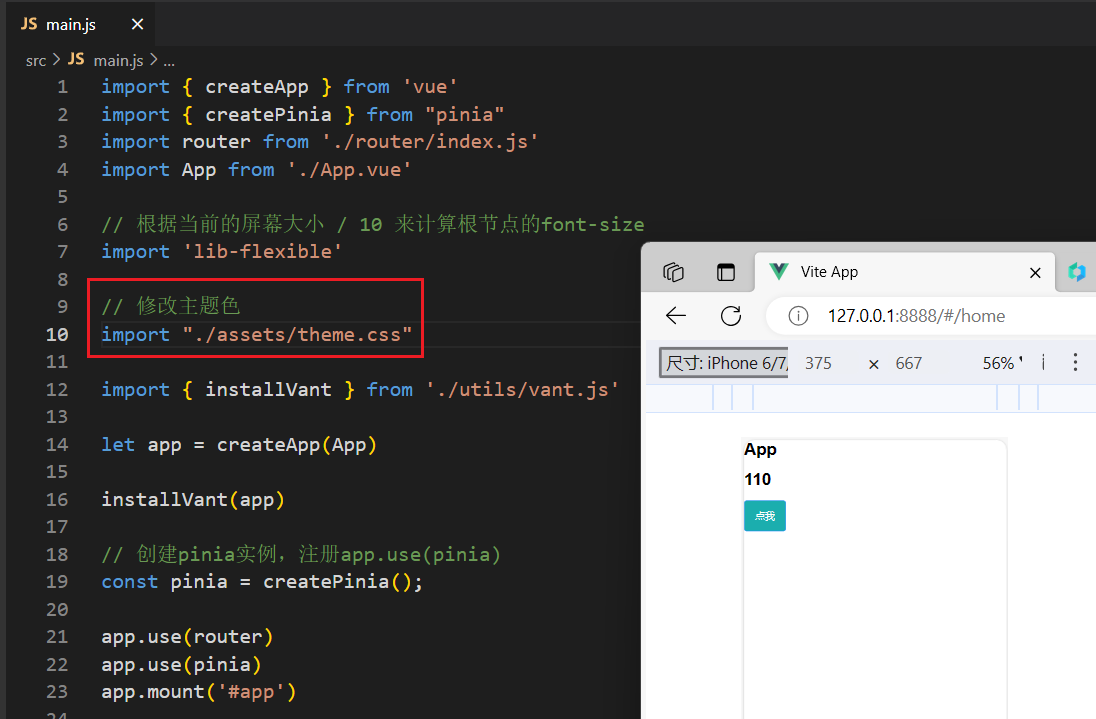 JS main.js ×
src > JS main.js > ...
1 import { createApp } from 'vue'
2 import { createPinia } from "pinia"
3 import router from './router/index.js'
4 import App from './App.vue'
5
6 // 根据当前的屏幕大小 / 10 来计算根节点的font-size
7 import 'lib-flexible'
8
9 // 修改主题色
10 import "./assets/theme.css"
11
12 import { installVant } from './utils/vant.js'
13
14 let app = createApp(App)
15
16 installVant(app)
17
18 // 创建pinia实例，注册app.use(pinia)
19 const pinia = createPinia();
20
21 app.use(router)
22 app.use(pinia)
23 app.mount('#app')
24
Vite App ×
127.0.0.1:8888/#/home
尺寸: iPhone 6/7/ 375 × 667 56%
App
110
点我